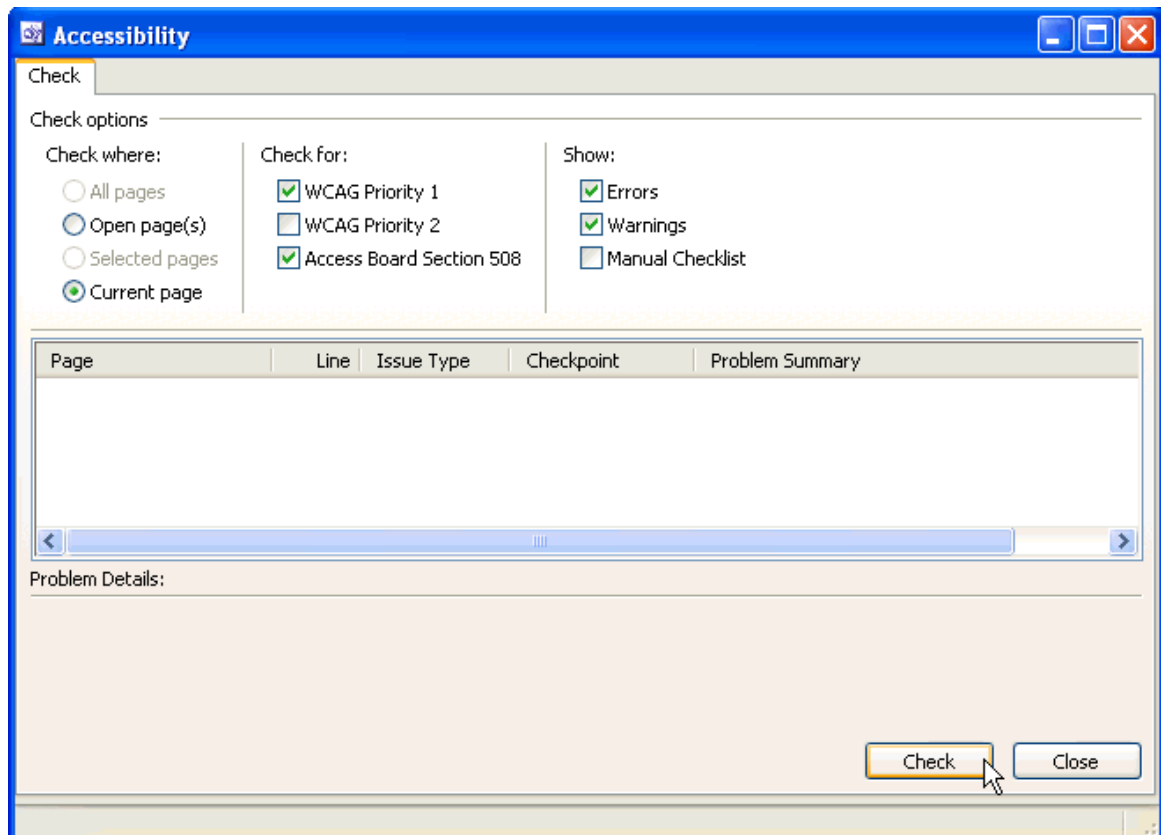 Accessibility
Check
Check options
Check where:
All pages
Open page(s)
Selected pages
Current page
Check for:
WCAG Priority 1
WCAG Priority 2
Access Board Section 508
Show:
Errors
Warnings
Manual Checklist
Page Line Issue Type Checkpoint Problem Summary
Problem Details:
Check Close